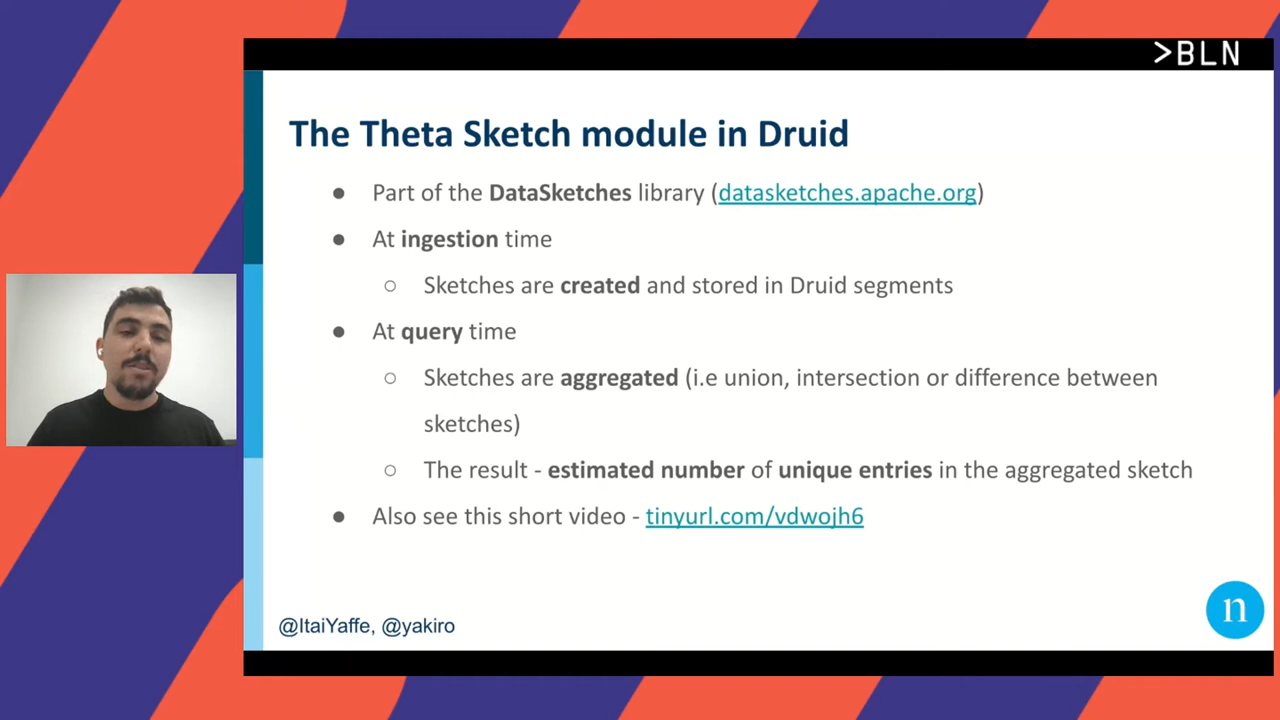 >BLN
The Theta Sketch module in Druid
● Part of the DataSketches library (datasketches.apache.org)
● At ingestion time
○ Sketches are created and stored in Druid segments
● At query time
○ Sketches are aggregated (i.e union, intersection or difference between
sketches)
○ The result - estimated number of unique entries in the aggregated sketch
● Also see this short video - tinyurl.com/vdwojh6
@ItaiYaffe, @yakiro
n